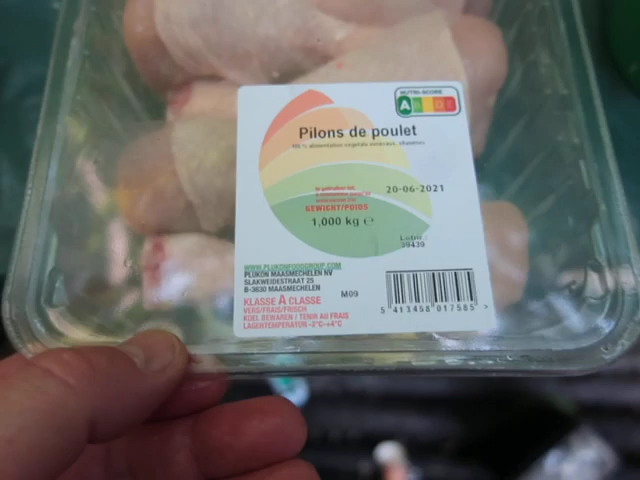 NUTRI-SCORE
A
Pilons de poulet
100 % alimentation végétale minéraux, vitamines
20-06-2021
GEWICHT/POIDS
1,000 kg e
Lotnr.:
39439
WWW.PLUKONFOODGROUP.COM
PLUKON MAASMECHELEN NV
SLAKWEIDESTRAAT 25
B-3630 MAASMECHELEN
M09
KLASSE A CLASSE
VERS/FRAIS/FRISCH
KOEL BEWAREN / TENIR AU FRAIS
LAGERTEMPERATUR -2°C-+4°C
5 413458 017585 >